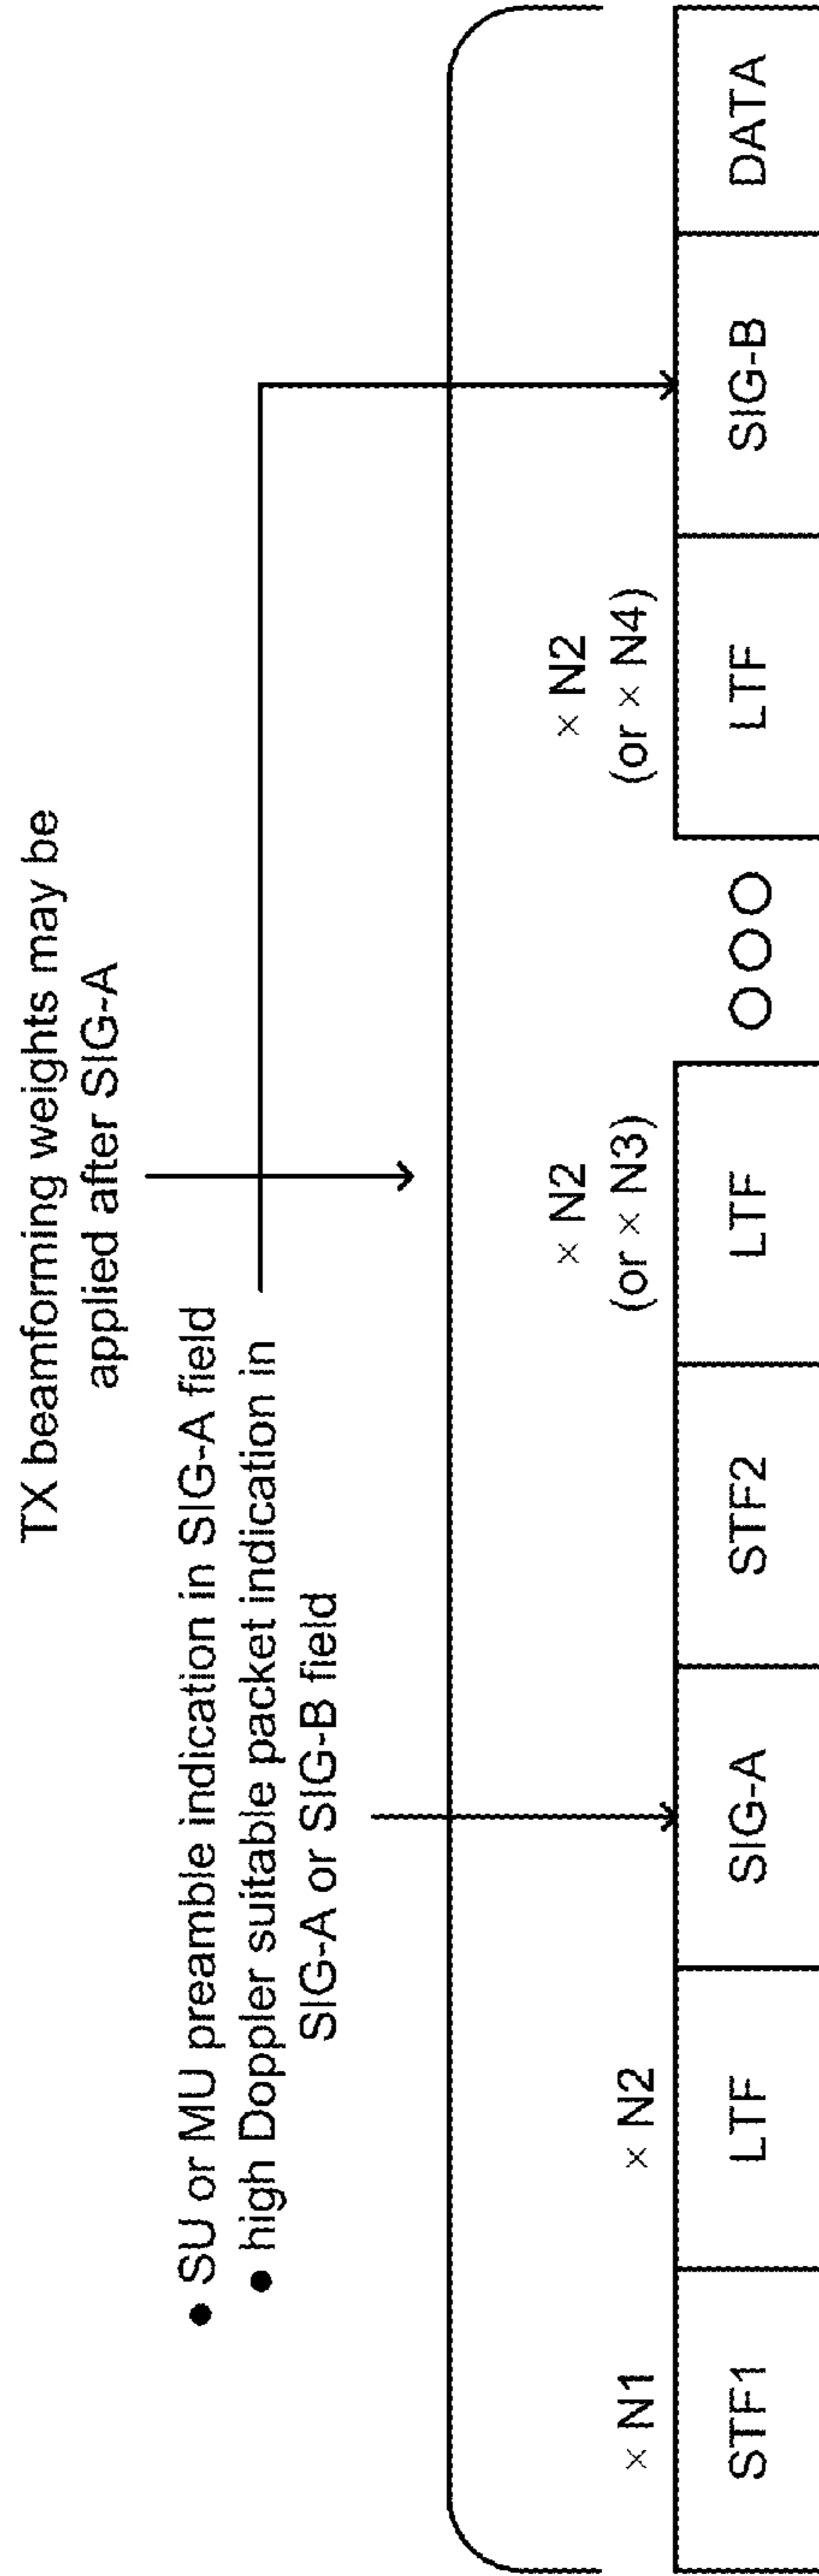 TX beamforming weights may be
applied after SIG-A
● SU or MU preamble indication in SIG-A field
● high Doppler suitable packet indication in
SIG-A or SIG-B field
× N1
× N2
× N2
(or × N3)
× N2
(or × N4)
STF1
LTF
SIG-A
STF2
LTF
LTF
SIG-B
DATA